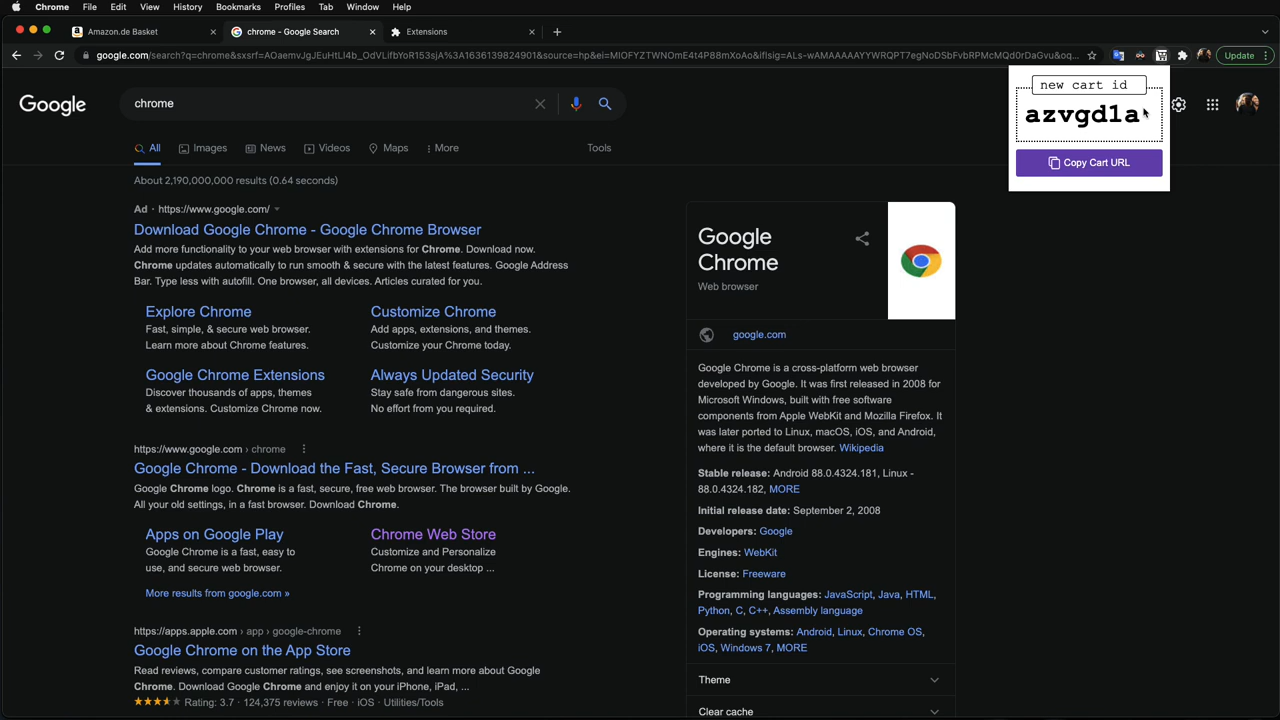 Chrome File Edit View History Bookmarks Profiles Tab Window Help
Amazon.de Basket
chrome - Google Search
Extensions
google.com/search?q=chrome&sxsrf=AOaemvJgJEuHtLI4b_OdVLifbYoR153sjA%3A1636139824901&source=hp&ei=MIOFYZTWNOmE4t4P88mXoAo&iflsig=ALs-wAMAAAAAYYWRQPT7egNoDSbFvbRPMcMQd0rDaGvu&oq...
Update
Google
chrome
new cart id
azvgd1a
Copy Cart URL
All
Images
News
Videos
Maps
More
Tools
About 2,190,000,000 results (0.64 seconds)
Ad · https://www.google.com/
Download Google Chrome - Google Chrome Browser
Add more functionality to your web browser with extensions for Chrome. Download now.
Chrome updates automatically to run smooth & secure with the latest features. Google Address
Bar. Type less with autofill. One browser, all devices. Articles curated for you.
Explore Chrome
Fast, simple, & secure web browser.
Learn more about Chrome features.
Customize Chrome
Add apps, extensions, and themes.
Customize your Chrome today.
Google Chrome Extensions
Discover thousands of apps, themes
& extensions. Customize Chrome now.
Always Updated Security
Stay safe from dangerous sites.
No effort from you required.
https://www.google.com › chrome
Google Chrome - Download the Fast, Secure Browser from ...
Google Chrome logo. Chrome is a fast, secure, free web browser. The browser built by Google.
All your old settings, in a fast browser. Download Chrome.
Apps on Google Play
Google Chrome is a fast, easy to
use, and secure web browser.
Chrome Web Store
Customize and Personalize
Chrome on your desktop ...
More results from google.com »
https://apps.apple.com › app › google-chrome
Google Chrome on the App Store
Read reviews, compare customer ratings, see screenshots, and learn more about Google
Chrome. Download Google Chrome and enjoy it on your iPhone, iPad, ...
Rating: 3.7 · 124,375 reviews · Free · iOS · Utilities/Tools
Google
Chrome
Web browser
google.com
Google Chrome is a cross-platform web browser
developed by Google. It was first released in 2008 for
Microsoft Windows, built with free software
components from Apple WebKit and Mozilla Firefox. It
was later ported to Linux, macOS, iOS, and Android,
where it is the default browser. Wikipedia
Stable release: Android 88.0.4324.181, Linux -
88.0.4324.182, MORE
Initial release date: September 2, 2008
Developers: Google
Engines: WebKit
License: Freeware
Programming languages: JavaScript, Java, HTML,
Python, C, C++, Assembly language
Operating systems: Android, Linux, Chrome OS,
iOS, Windows 7, MORE
Theme
Clear cache